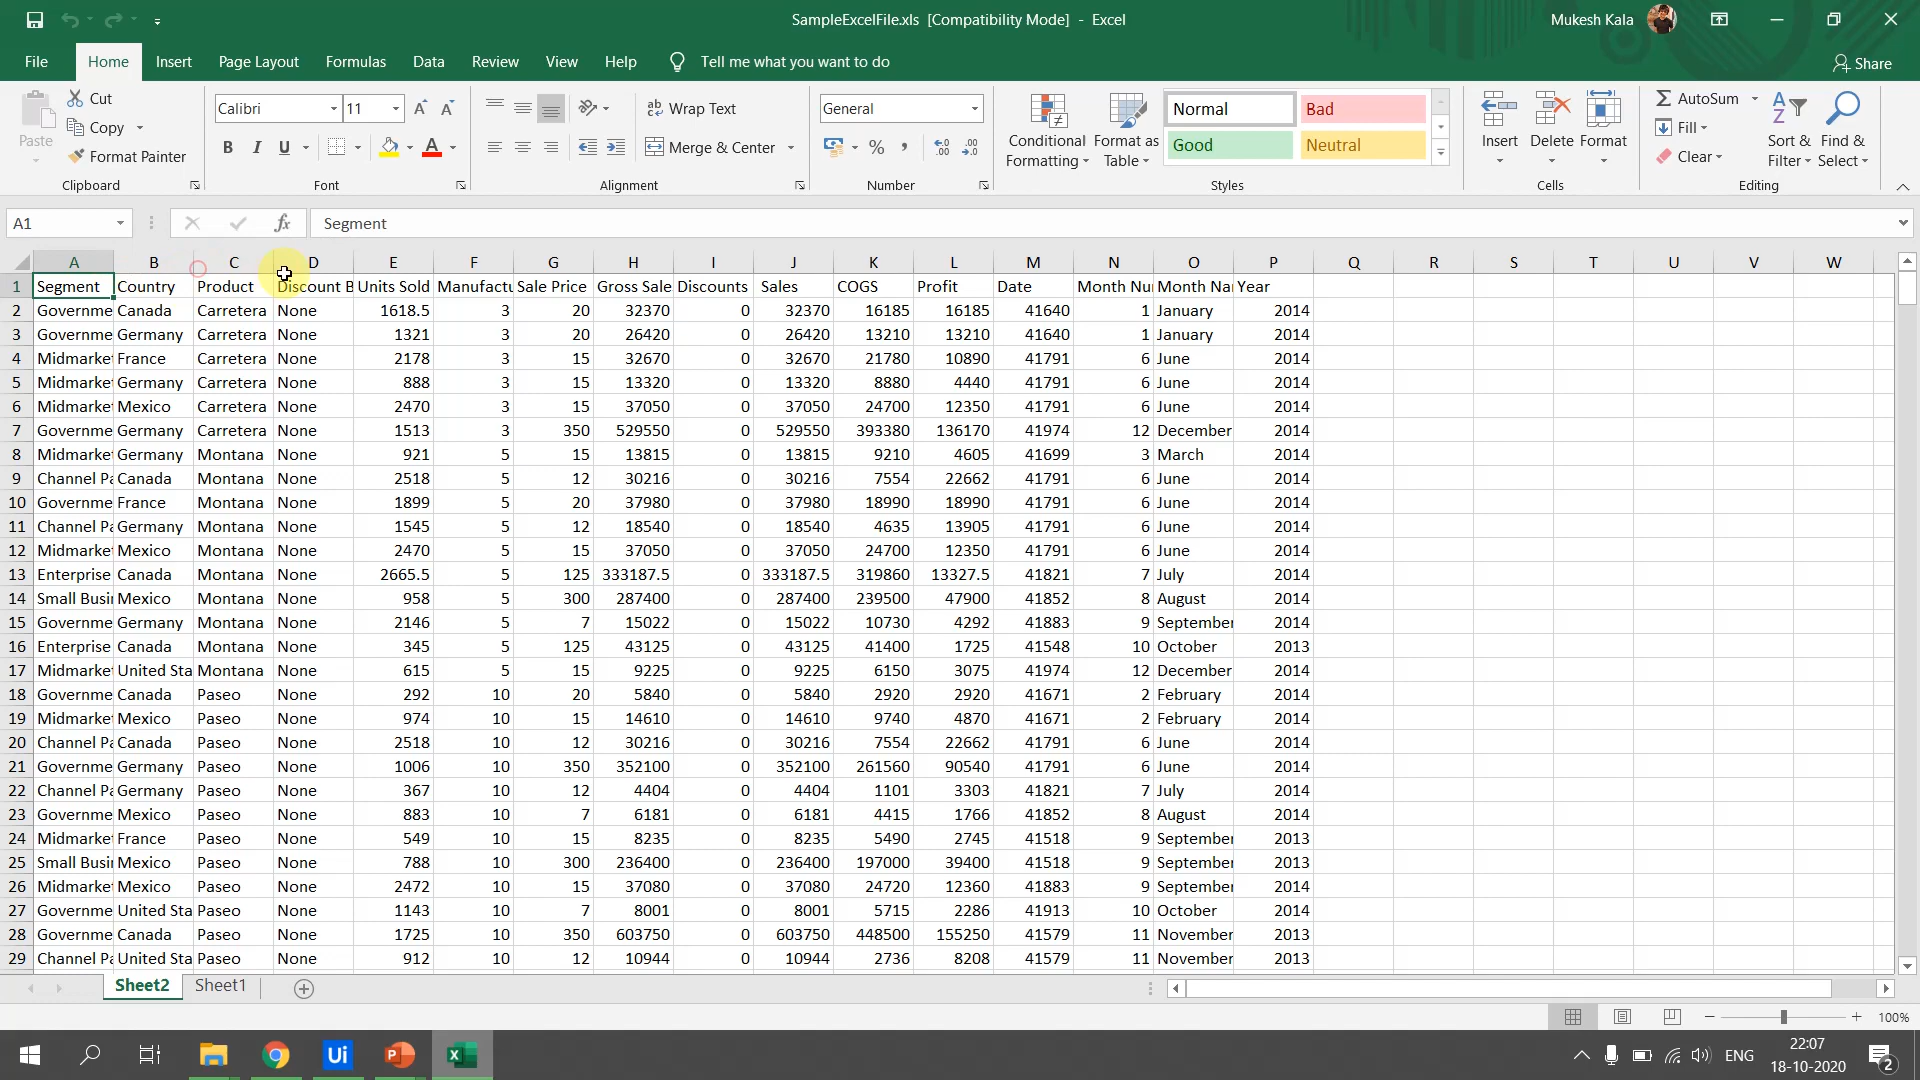 SampleExcelFile.xls [Compatibility Mode] - Excel
Mukesh Kala
File Home Insert Page Layout Formulas Data Review View Help Tell me what you want to do Share
Paste
Cut
Copy
Format Painter
Clipboard
Calibri 11
B I U A
Font
Wrap Text
Merge & Center
Alignment
General
% ,
Number
Conditional Formatting
Format as Table
Normal Bad
Good Neutral
Styles
Insert Delete Format
Cells
AutoSum
Fill
Clear
Sort & Filter
Find & Select
Editing
A1 fx Segment
A B C D E F G H I J K L M N O P Q R S T U V W
1 Segment Country Product Discount B Units Sold Manufactu Sale Price Gross Sale Discounts Sales COGS Profit Date Month Nu Month Na Year
2 Governme Canada Carretera None 1618.5 3 20 32370 0 32370 16185 16185 41640 1 January 2014
3 Governme Germany Carretera None 1321 3 20 26420 0 26420 13210 13210 41640 1 January 2014
4 Midmarke France Carretera None 2178 3 15 32670 0 32670 21780 10890 41791 6 June 2014
5 Midmarke Germany Carretera None 888 3 15 13320 0 13320 8880 4440 41791 6 June 2014
6 Midmarke Mexico Carretera None 2470 3 15 37050 0 37050 24700 12350 41791 6 June 2014
7 Governme Germany Carretera None 1513 3 350 529550 0 529550 393380 136170 41974 12 December 2014
8 Midmarke Germany Montana None 921 5 15 13815 0 13815 9210 4605 41699 3 March 2014
9 Channel Pa Canada Montana None 2518 5 12 30216 0 30216 7554 22662 41791 6 June 2014
10 Governme France Montana None 1899 5 20 37980 0 37980 18990 18990 41791 6 June 2014
11 Channel Pa Germany Montana None 1545 5 12 18540 0 18540 4635 13905 41791 6 June 2014
12 Midmarke Mexico Montana None 2470 5 15 37050 0 37050 24700 12350 41791 6 June 2014
13 Enterprise Canada Montana None 2665.5 5 125 333187.5 0 333187.5 319860 13327.5 41821 7 July 2014
14 Small Busi Mexico Montana None 958 5 300 287400 0 287400 239500 47900 41852 8 August 2014
15 Governme Germany Montana None 2146 5 7 15022 0 15022 10730 4292 41883 9 September 2014
16 Enterprise Canada Montana None 345 5 125 43125 0 43125 41400 1725 41548 10 October 2013
17 Midmarke United Sta Montana None 615 5 15 9225 0 9225 6150 3075 41974 12 December 2014
18 Governme Canada Paseo None 292 10 20 5840 0 5840 2920 2920 41671 2 February 2014
19 Midmarke Mexico Paseo None 974 10 15 14610 0 14610 9740 4870 41671 2 February 2014
20 Channel Pa Canada Paseo None 2518 10 12 30216 0 30216 7554 22662 41791 6 June 2014
21 Governme Germany Paseo None 1006 10 350 352100 0 352100 261560 90540 41791 6 June 2014
22 Channel Pa Germany Paseo None 367 10 12 4404 0 4404 1101 3303 41821 7 July 2014
23 Governme Mexico Paseo None 883 10 7 6181 0 6181 4415 1766 41852 8 August 2014
24 Midmarke France Paseo None 549 10 15 8235 0 8235 5490 2745 41518 9 September 2013
25 Small Busi Mexico Paseo None 788 10 300 236400 0 236400 197000 39400 41518 9 September 2013
26 Midmarke Mexico Paseo None 2472 10 15 37080 0 37080 24720 12360 41883 9 September 2014
27 Governme United Sta Paseo None 1143 10 7 8001 0 8001 5715 2286 41913 10 October 2014
28 Governme Canada Paseo None 1725 10 350 603750 0 603750 448500 155250 41579 11 November 2013
29 Channel Pa United Sta Paseo None 912 10 12 10944 0 10944 2736 8208 41579 11 November 2013
Sheet2 Sheet1
100%
Ui
ENG
22:07
18-10-2020
2